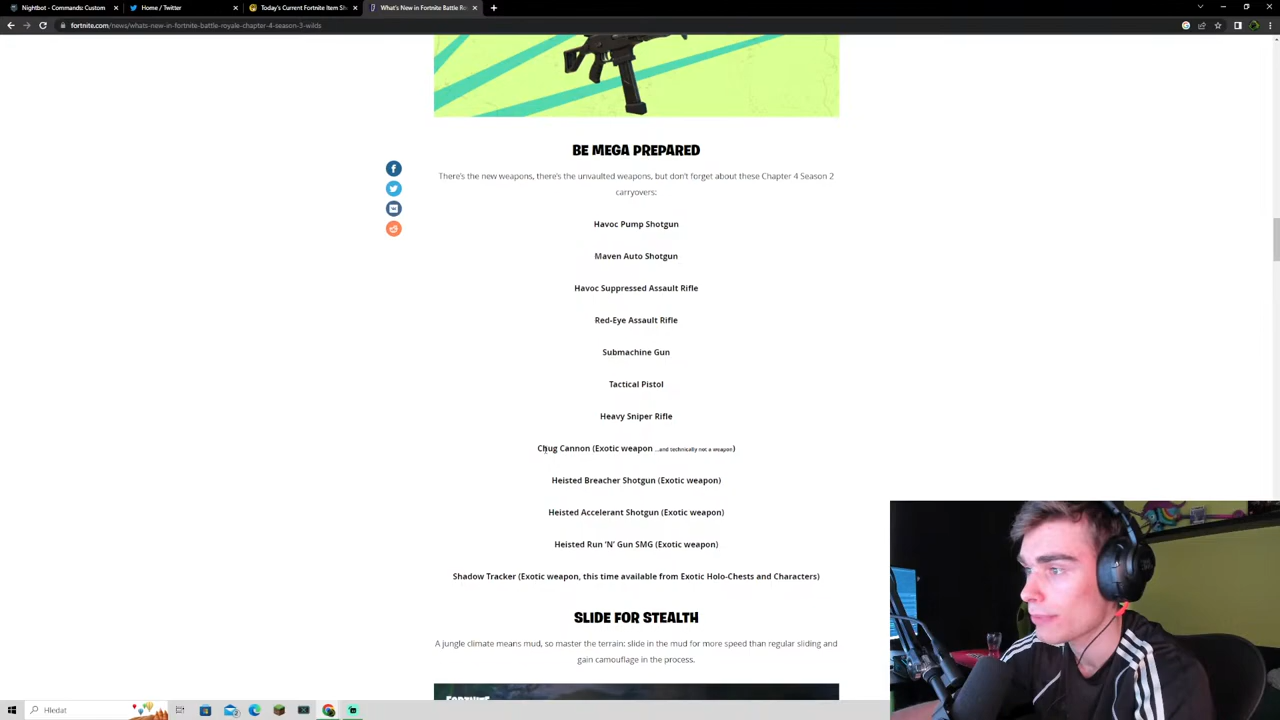 Nightbot - Commands: Custom
Home / Twitter
Today's Current Fortnite Item Sh
What's New in Fortnite Battle Ro
fortnite.com/news/whats-new-in-fortnite-battle-royale-chapter-4-season-3-wilds
BE MEGA PREPARED
There's the new weapons, there's the unvaulted weapons, but don't forget about these Chapter 4 Season 2
carryovers:
Havoc Pump Shotgun
Maven Auto Shotgun
Havoc Suppressed Assault Rifle
Red-Eye Assault Rifle
Submachine Gun
Tactical Pistol
Heavy Sniper Rifle
Chug Cannon (Exotic weapon ...and technically not a weapon)
Heisted Breacher Shotgun (Exotic weapon)
Heisted Accelerant Shotgun (Exotic weapon)
Heisted Run 'N' Gun SMG (Exotic weapon)
Shadow Tracker (Exotic weapon, this time available from Exotic Holo-Chests and Characters)
SLIDE FOR STEALTH
A jungle climate means mud, so master the terrain: slide in the mud for more speed than regular sliding and
gain camouflage in the process.
FORTNITE
Hledat